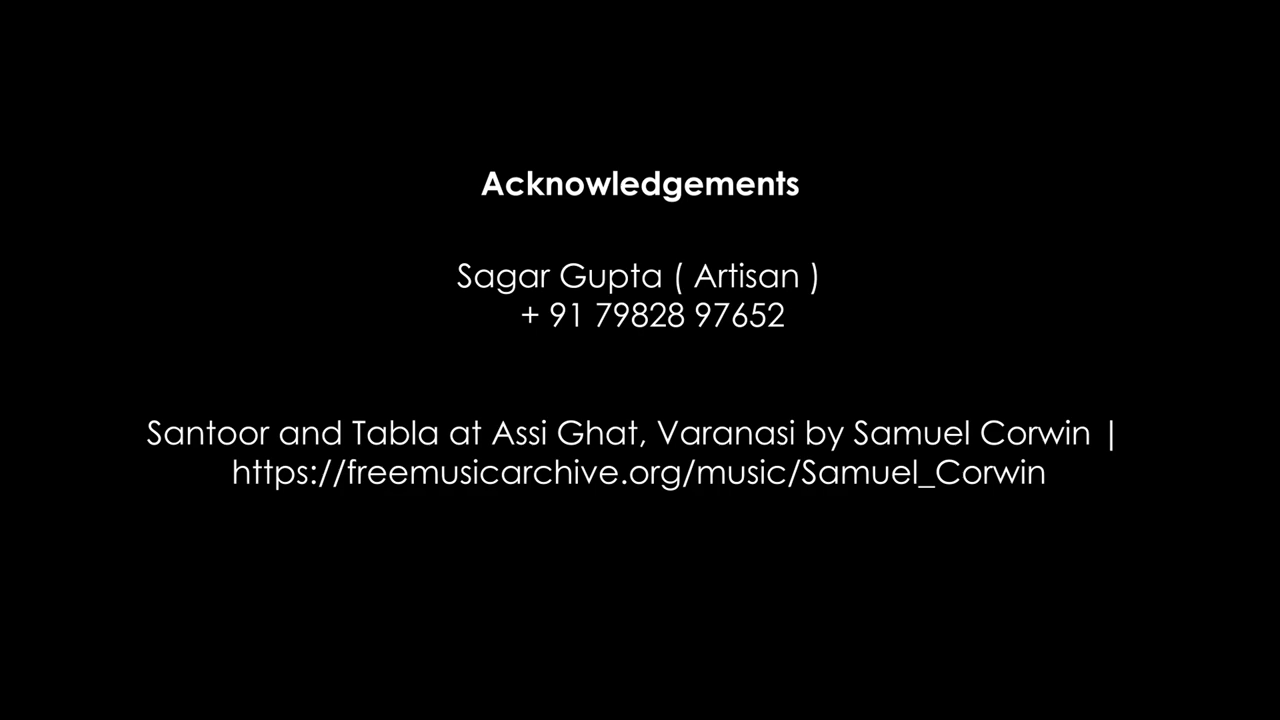 Acknowledgements
Sagar Gupta ( Artisan )
+ 91 79828 97652
Santoor and Tabla at Assi Ghat, Varanasi by Samuel Corwin |
https://freemusicarchive.org/music/Samuel_Corwin